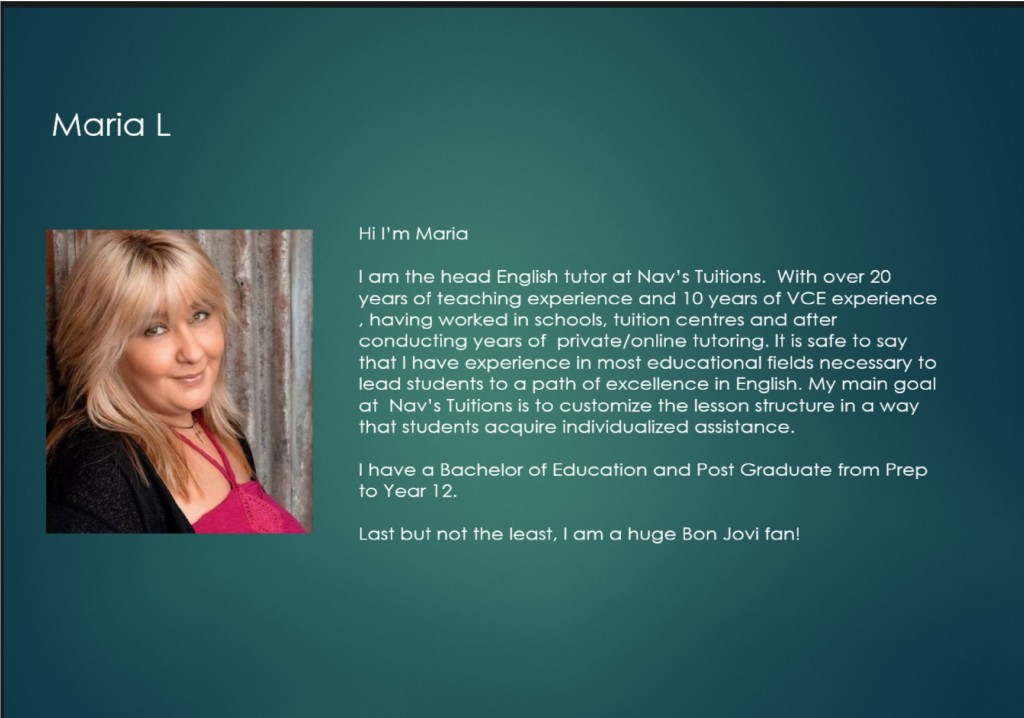 Maria L
Hi I’m Maria
I am the head English tutor at Nav’s Tuitions.  With over 20
years of teaching experience and 10 years of VCE experience
, having worked in schools, tuition centres and after
conducting years of  private/online tutoring. It is safe to say
that I have experience in most educational fields necessary to
lead students to a path of excellence in English. My main goal
at  Nav’s Tuitions is to customize the lesson structure in a way
that students acquire individualized assistance.
I have a Bachelor of Education and Post Graduate from Prep
to Year 12.
Last but not the least, I am a huge Bon Jovi fan!